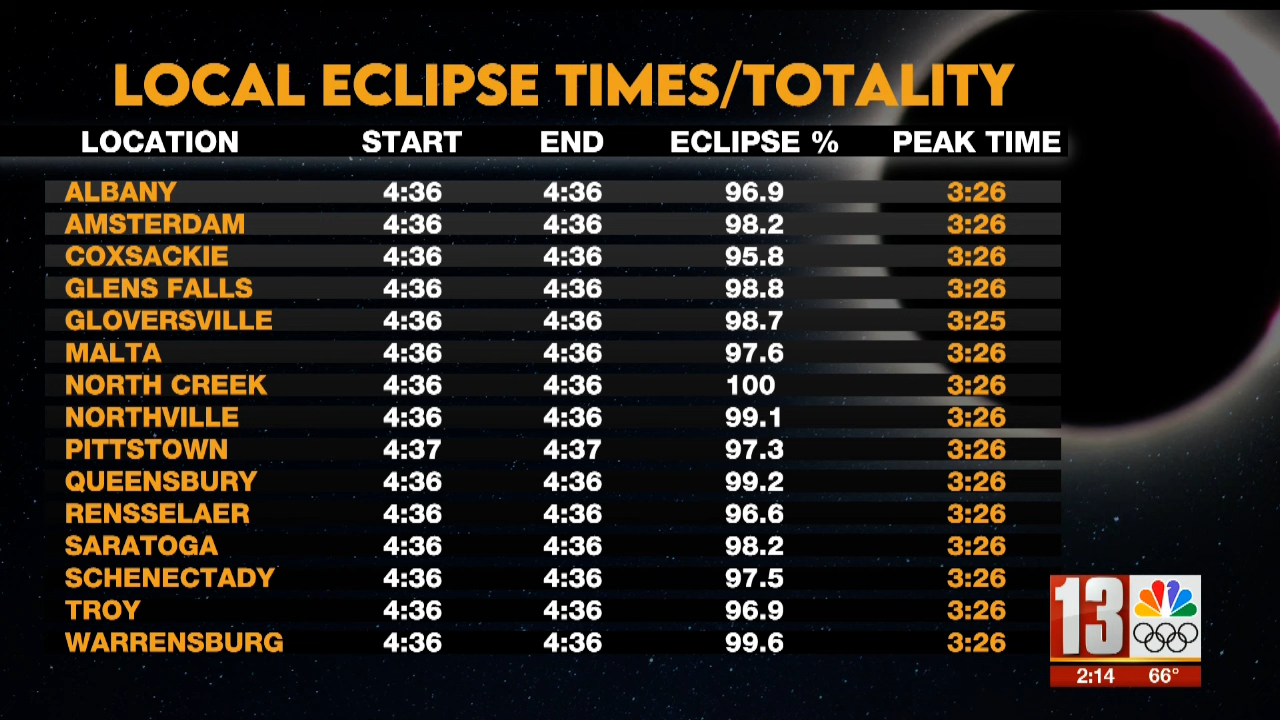 LOCAL ECLIPSE TIMES/TOTALITY
LOCATION START END ECLIPSE % PEAK TIME
ALBANY 4:36 4:36 96.9 3:26
AMSTERDAM 4:36 4:36 98.2 3:26
COXSACKIE 4:36 4:36 95.8 3:26
GLENS FALLS 4:36 4:36 98.8 3:26
GLOVERSVILLE 4:36 4:36 98.7 3:25
MALTA 4:36 4:36 97.6 3:26
NORTH CREEK 4:36 4:36 100 3:26
NORTHVILLE 4:36 4:36 99.1 3:26
PITTSTOWN 4:37 4:37 97.3 3:26
QUEENSBURY 4:36 4:36 99.2 3:26
RENSSELAER 4:36 4:36 96.6 3:26
SARATOGA 4:36 4:36 98.2 3:26
SCHENECTADY 4:36 4:36 97.5 3:26
TROY 4:36 4:36 96.9 3:26
WARRENSBURG 4:36 4:36 99.6 3:26
13
2:14 66°